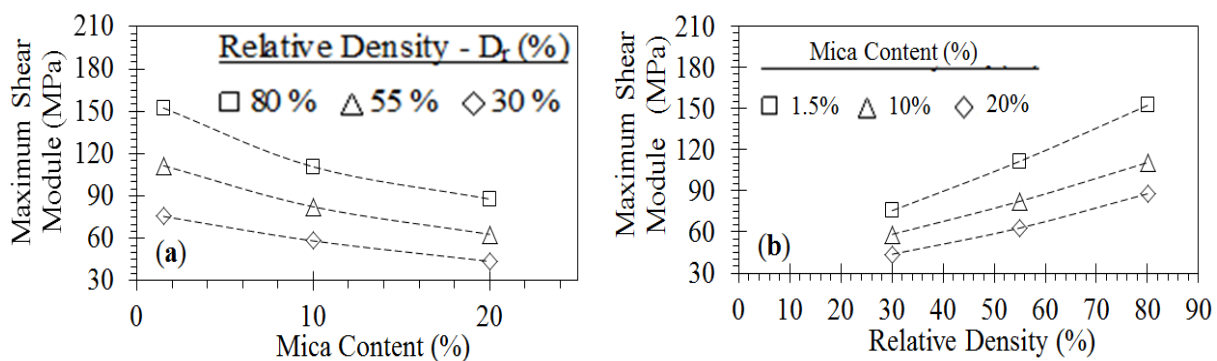 Maximum Shear
Module (MPa)
210
180
150
120
90
60
30
Relative Density - Dr (%)
80 % 55 % 30 %
(a)
0 10 20
Mica Content (%)
Maximum Shear
Module (MPa)
210
180
150
120
90
60
30
Mica Content (%)
1.5% 10% 20%
(b)
0 10 20 30 40 50 60 70 80 90
Relative Density (%)